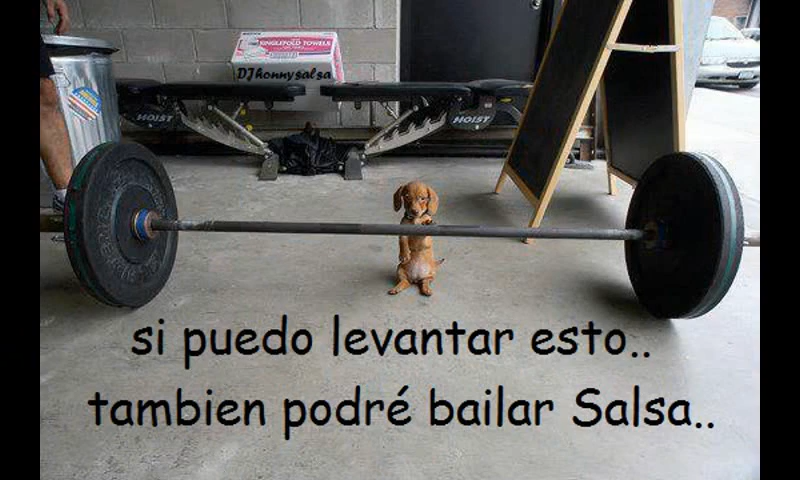 SINGLEFOLD TOWELS
DJhonnysalsa
HOIST
HOIST
si puedo levantar esto..
tambien podré bailar Salsa..